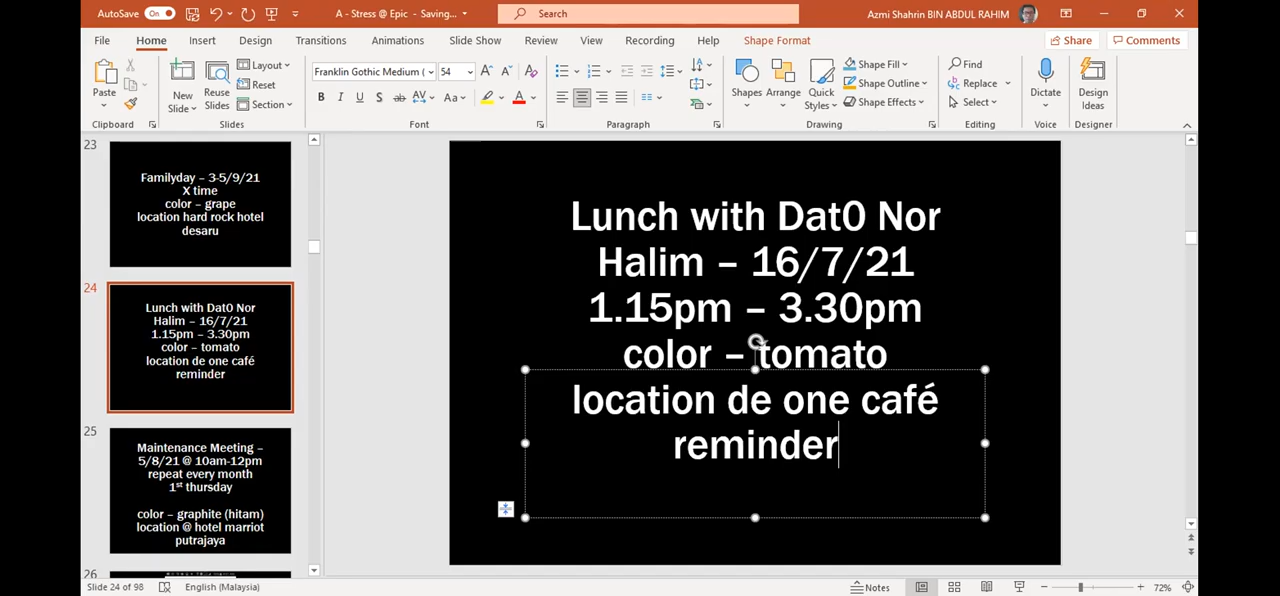 AutoSave On A - Stress @ Epic - Saving... Search Azmi Shahrin BIN ABDUL RAHIM
File Home Insert Design Transitions Animations Slide Show Review View Recording Help Shape Format Share Comments
Paste
Clipboard
New Slide
Reuse Slides
Layout
Reset
Section
Slides
Franklin Gothic Medium ( 54
Font
Paragraph
Shapes
Arrange
Quick Styles
Shape Fill
Shape Outline
Shape Effects
Drawing
Find
Replace
Select
Editing
Dictate
Voice
Design Ideas
Designer
23
Familyday – 3-5/9/21
X time
color – grape
location hard rock hotel
desaru
24
Lunch with Dat0 Nor
Halim – 16/7/21
1.15pm – 3.30pm
color – tomato
location de one café
reminder
25
Maintenance Meeting –
5/8/21 @ 10am-12pm
repeat every month
1st thursday
color – graphite (hitam)
location @ hotel marriot
putrajaya
26
Lunch with Dat0 Nor
Halim – 16/7/21
1.15pm – 3.30pm
color – tomato
location de one café
reminder
Slide 24 of 98 English (Malaysia) Notes 72%